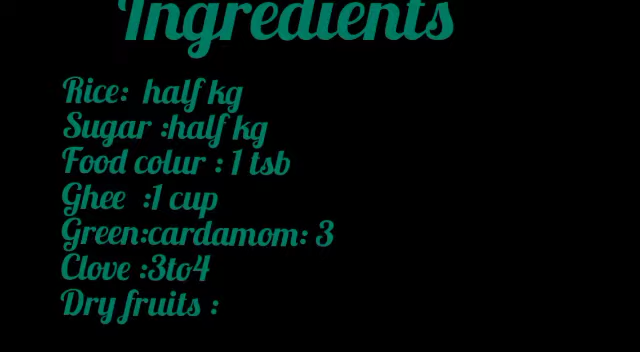 Ingredients
Rice: half kg
Sugar :half kg
Food colur : 1 tsb
Ghee :1 cup
Green:cardamom: 3
Clove :3to4
Dry fruits :